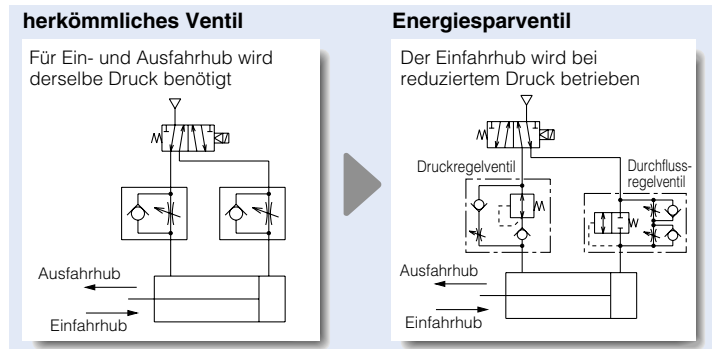 herkömmliches Ventil
Für Ein- und Ausfahrhub wird
derselbe Druck benötigt
Ausfahrhub
Einfahrhub
Energiesparventil
Der Einfahrhub wird bei
reduziertem Druck betrieben
Druckregelventil
Durchfluss-
regelventil
Ausfahrhub
Einfahrhub